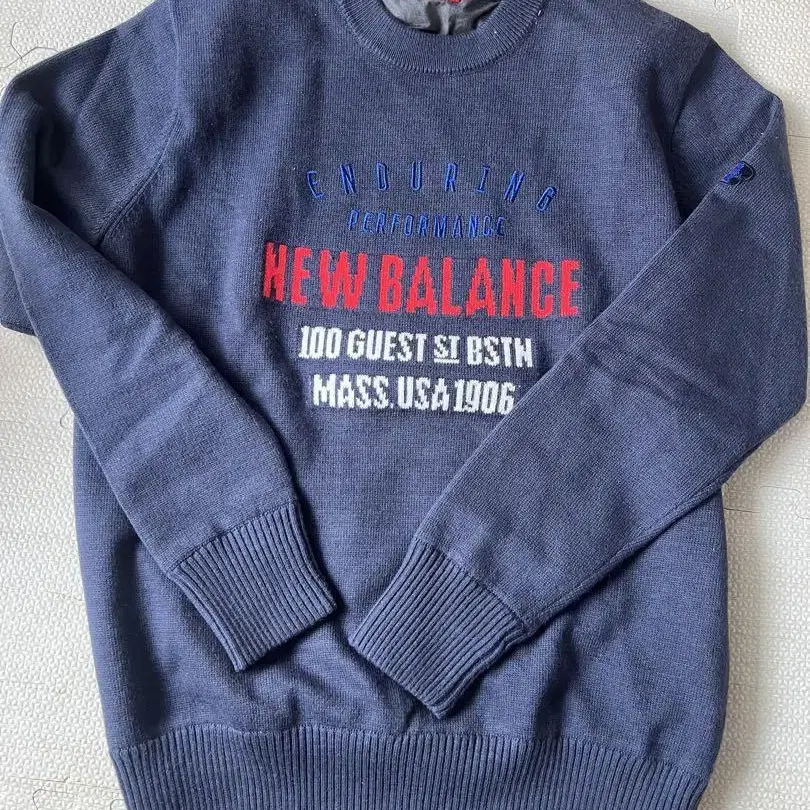 ENDURING
PERFORMANCE
NEW BALANCE
100 GUEST ST BSTN
MASS. USA 1906